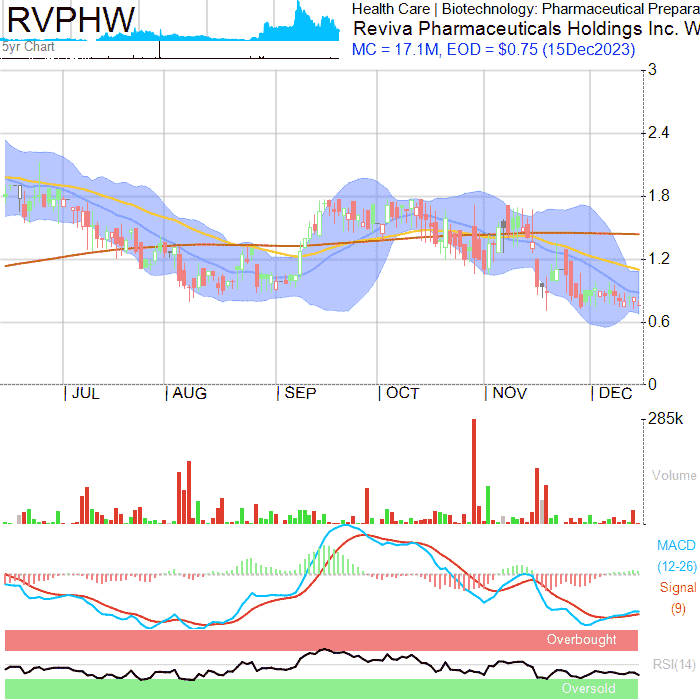 RVPHW
5yr Chart
Health Care | Biotechnology: Pharmaceutical Prepara
Reviva Pharmaceuticals Holdings Inc. W
MC = 17.1M, EOD = $0.75 (15Dec2023)
3
2.4
1.8
1.2
0.6
0
JUL AUG SEP OCT NOV DEC
285k
Volume
MACD
(12-26)
Signal
(9)
Overbought
RSI(14)
Oversold